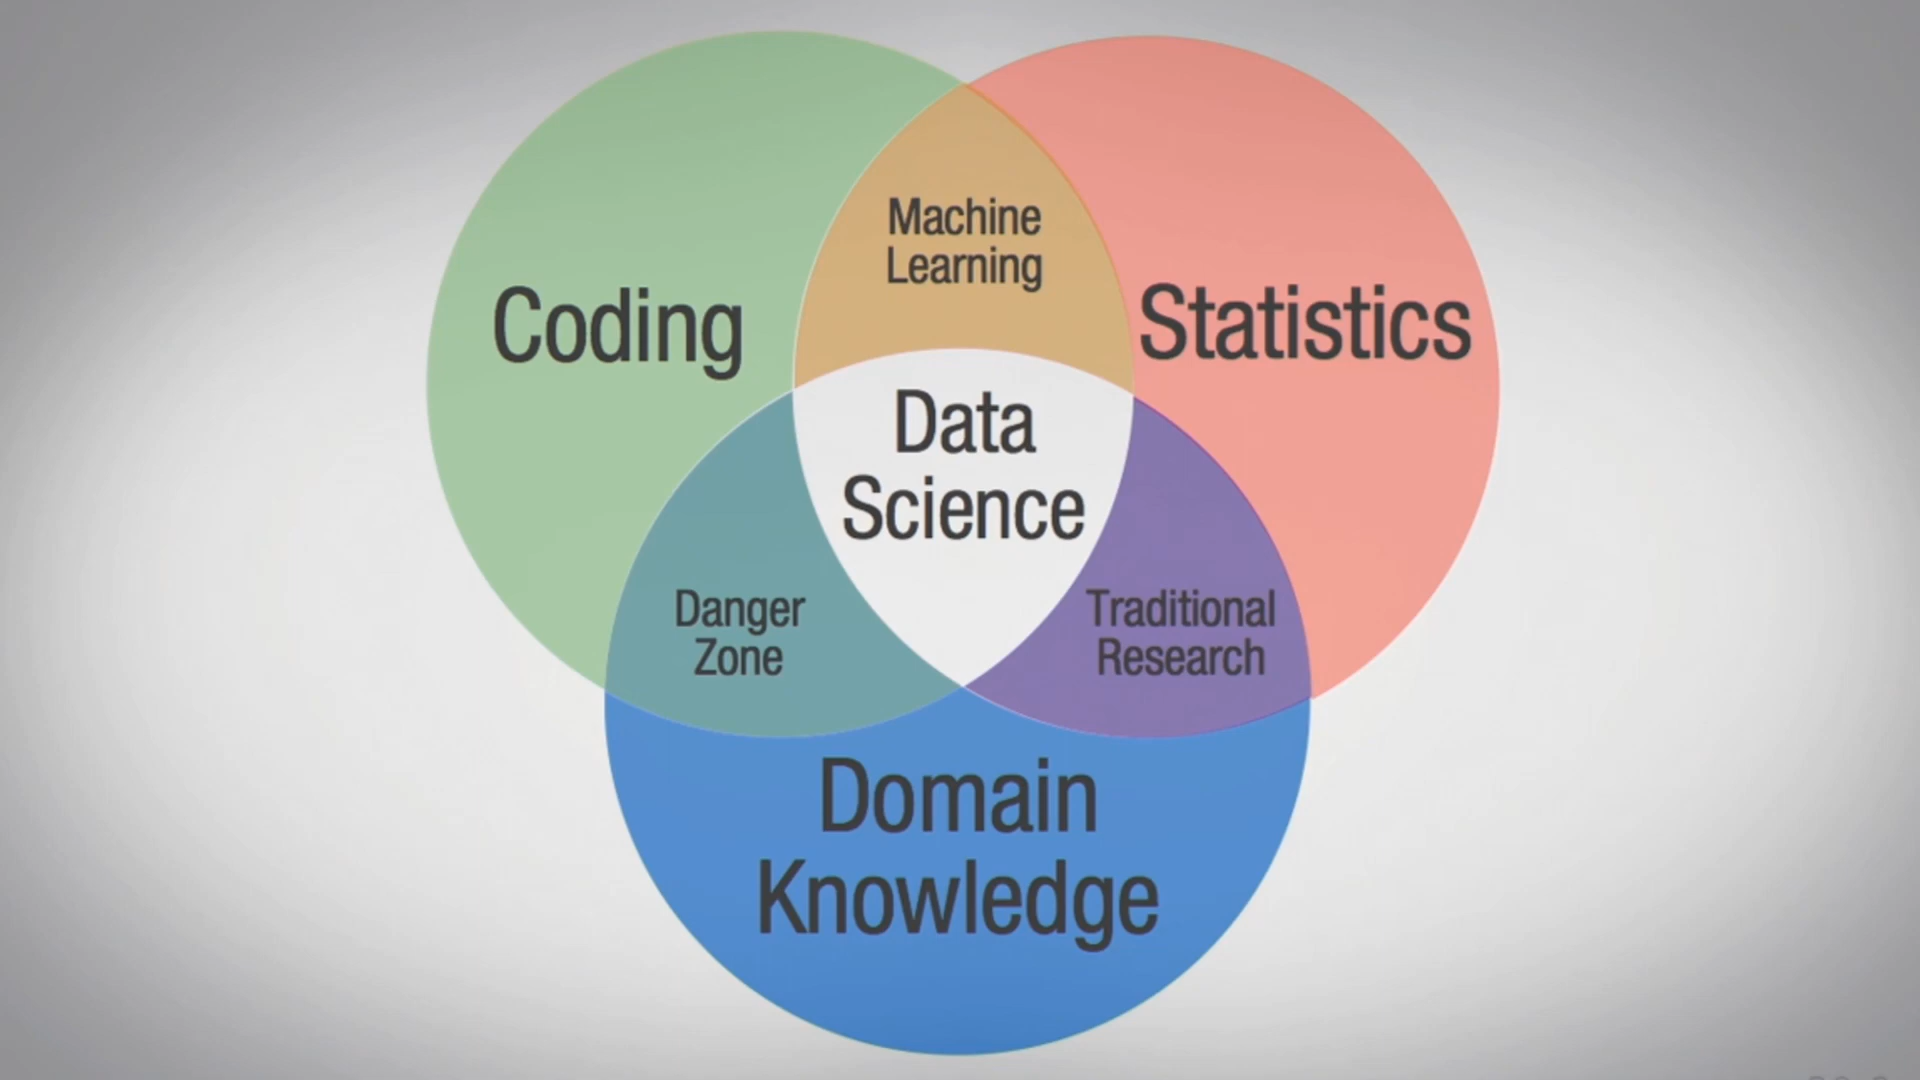 Machine
Learning
Coding
Statistics
Data
Science
Danger
Zone
Traditional
Research
Domain
Knowledge